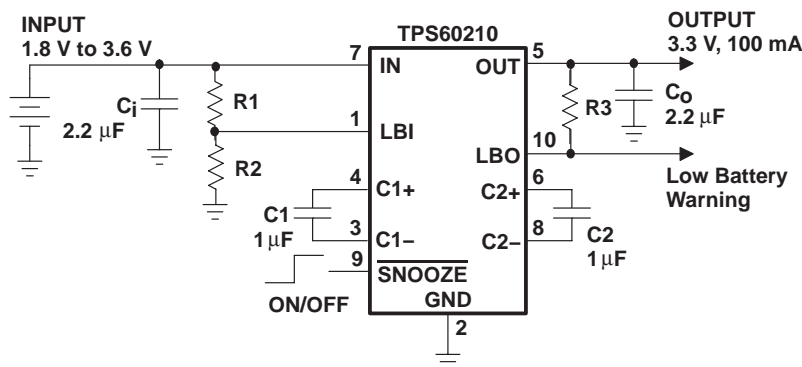 INPUT
1.8 V to 3.6 V
TPS60210
OUTPUT
3.3 V, 100 mA
7
IN
OUT
5
Ci
2.2 μF
R1
R2
1
LBI
R3
Co
2.2 μF
10
LBO
Low Battery
Warning
4
C1+
C2+
6
C1
1 μF
3
C1−
C2−
8
C2
1 μF
9
SNOOZE
ON/OFF
GND
2